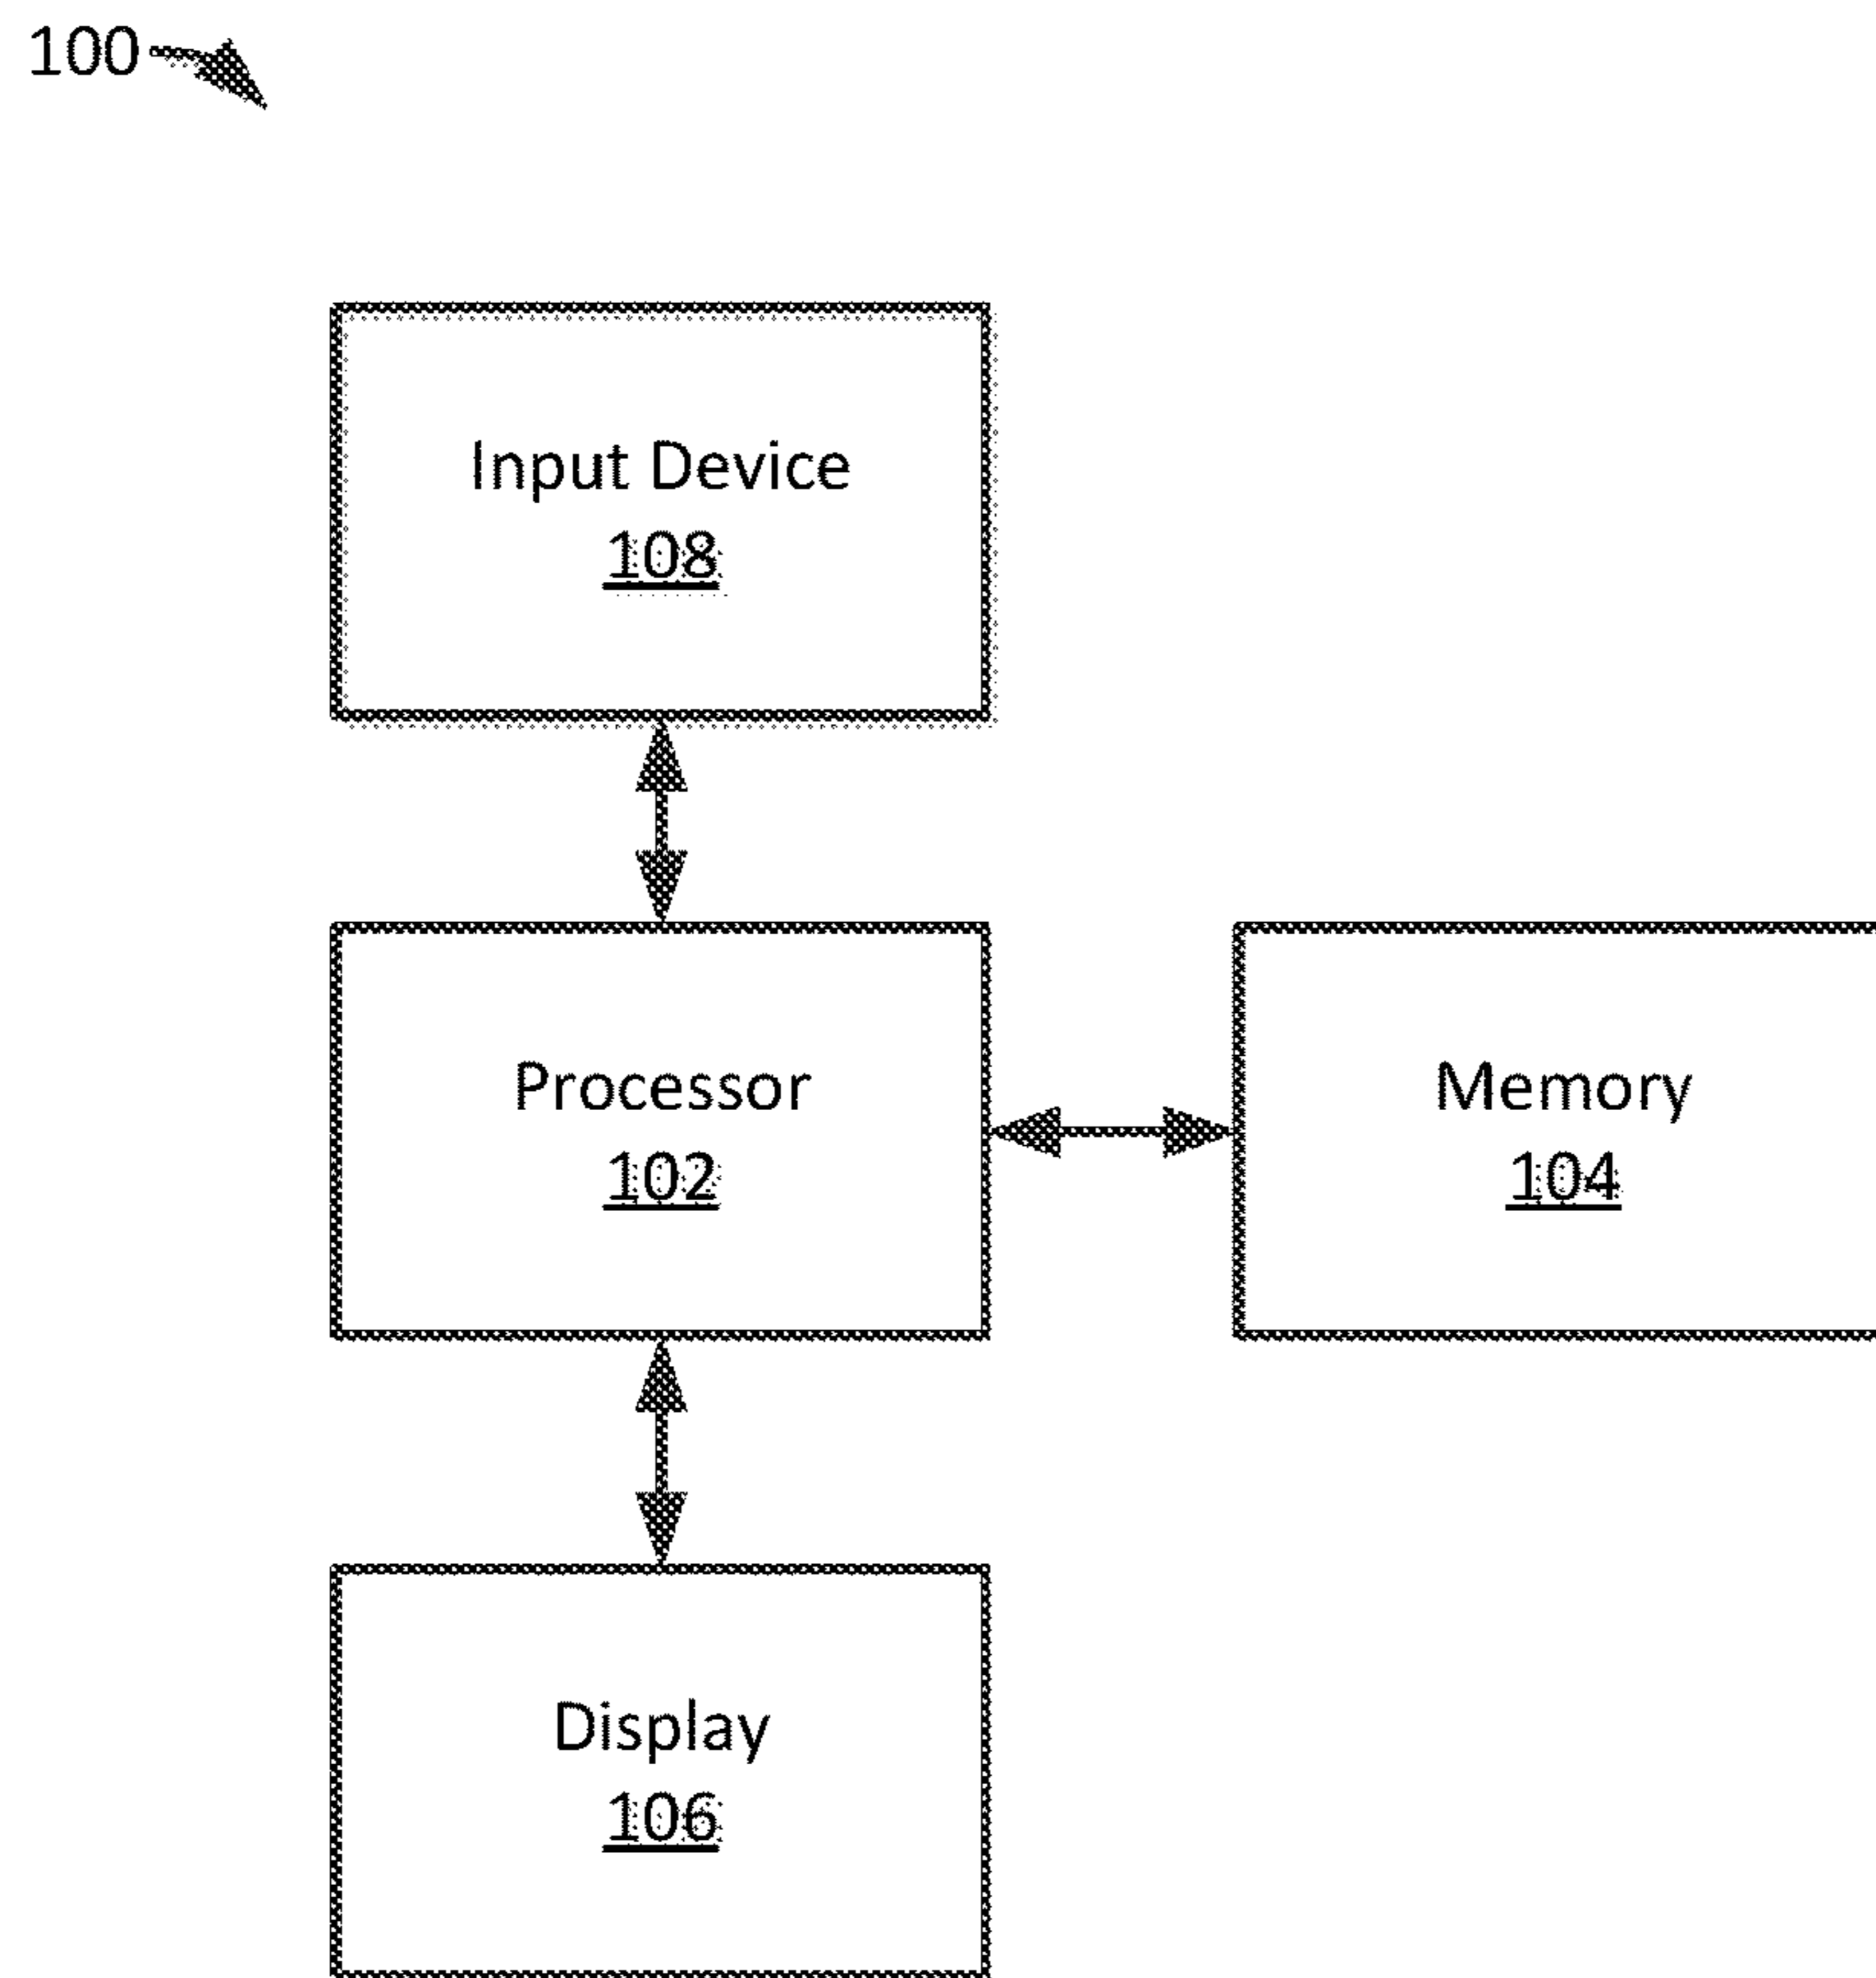 100
Input Device
108
Processor
102
Memory
104
Display
106